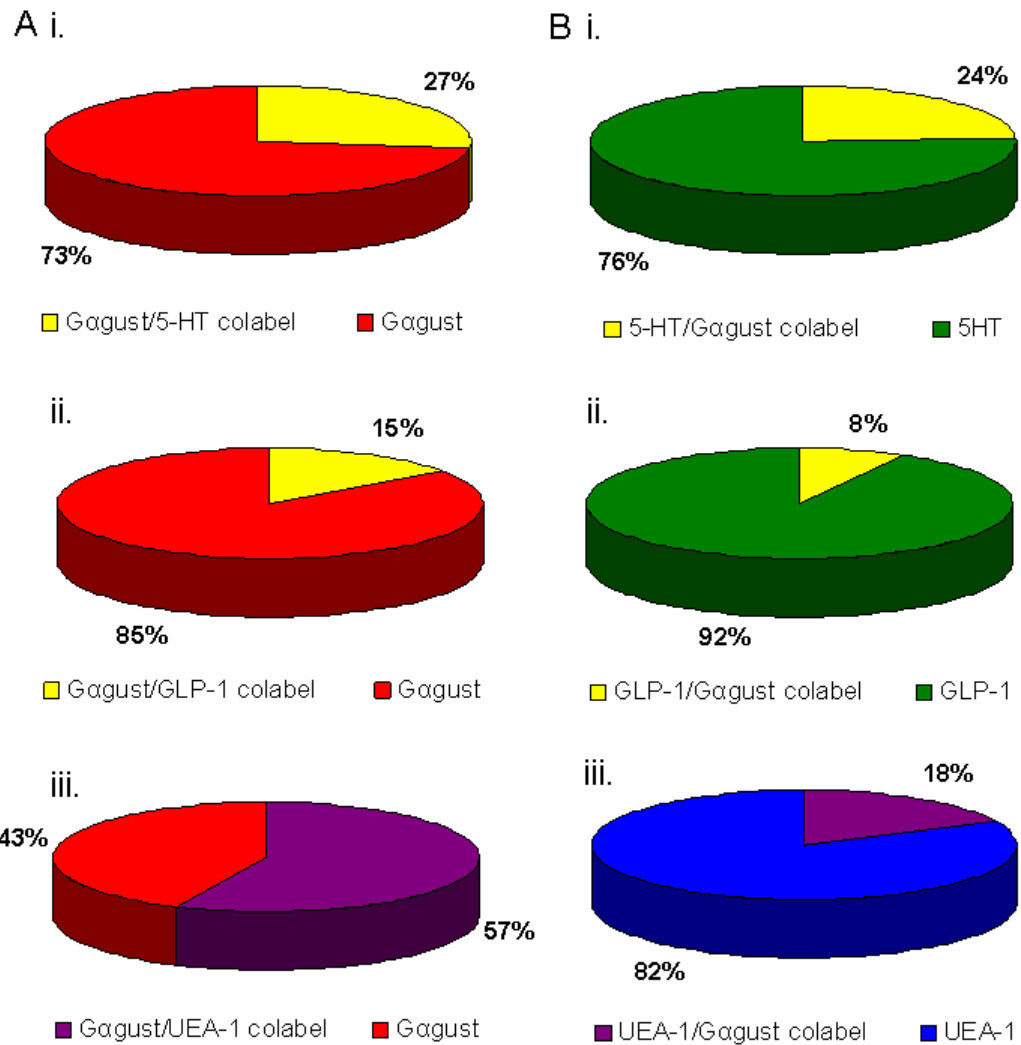 A i.
27%
73%
Gαgust/5-HT colabel Gαgust
B i.
24%
76%
5-HT/Gαgust colabel 5HT
ii.
15%
85%
Gαgust/GLP-1 colabel Gαgust
ii.
8%
92%
GLP-1/Gαgust colabel GLP-1
iii.
43%
57%
Gαgust/UEA-1 colabel Gαgust
iii.
18%
82%
UEA-1/Gαgust colabel UEA-1